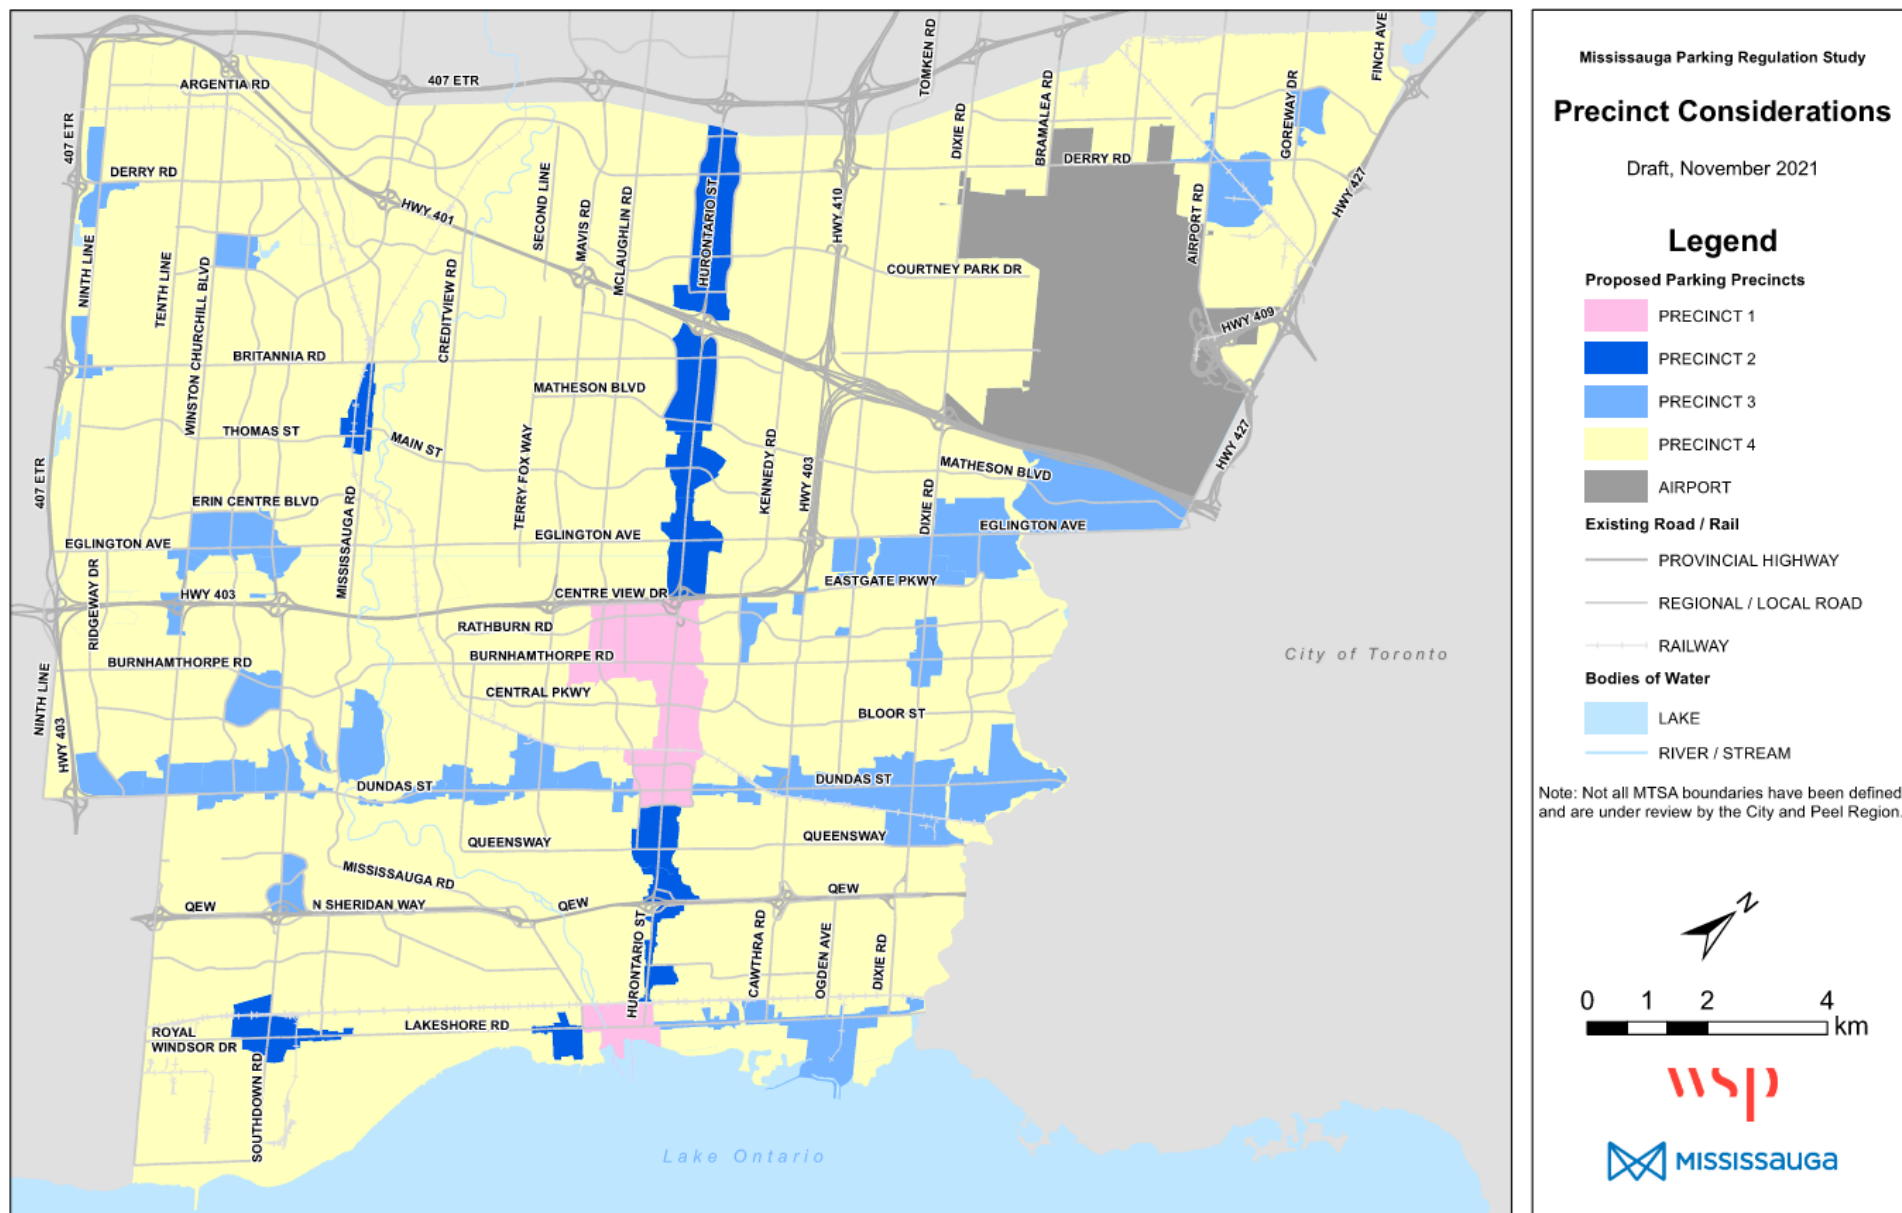 407 ETR
ARGENTIA RD
TOMKEN RD
FINCH AVE
407 ETR
DIXIE RD
BRAMALEA RD
GOREWAY DR
DERRY RD
DERRY RD
HWY 401
SECOND LINE
MAVIS RD
MCLAUGHLIN RD
HURONTARIO ST
HWY 410
AIRPORT RD
HWY 427
NINTH LINE
TENTH LINE
WINSTON CHURCHILL BLVD
CREDITVIEW RD
COURTNEY PARK DR
HWY 409
BRITANNIA RD
MATHESON BLVD
THOMAS ST
MAIN ST
TERRY FOX WAY
KENNEDY RD
HWY 403
MATHESON BLVD
DIXIE RD
HWY 427
407 ETR
ERIN CENTRE BLVD
MISSISSAUGA RD
EGLINGTON AVE
EGLINGTON AVE
EGLINGTON AVE
RIDGEWAY DR
HWY 403
CENTRE VIEW DR
EASTGATE PKWY
RATHBURN RD
BURNHAMTHORPE RD
BURNHAMTHORPE RD
CENTRAL PKWY
BLOOR ST
City of Toronto
NINTH LINE
HWY 403
DUNDAS ST
DUNDAS ST
QUEENSWAY
QUEENSWAY
MISSISSAUGA RD
QEW
N SHERIDAN WAY
QEW
QEW
HURONTARIO ST
CAWTHRA RD
OGDEN AVE
DIXIE RD
ROYAL
WINDSOR DR
LAKESHORE RD
SOUTHDOWN RD
Lake Ontario
Mississauga Parking Regulation Study
Precinct Considerations
Draft, November 2021
Legend
Proposed Parking Precincts
PRECINCT 1
PRECINCT 2
PRECINCT 3
PRECINCT 4
AIRPORT
Existing Road / Rail
PROVINCIAL HIGHWAY
REGIONAL / LOCAL ROAD
RAILWAY
Bodies of Water
LAKE
RIVER / STREAM
Note: Not all MTSA boundaries have been defined
and are under review by the City and Peel Region.
N
0 1 2 4
km
wsp
MISSISSAUGA